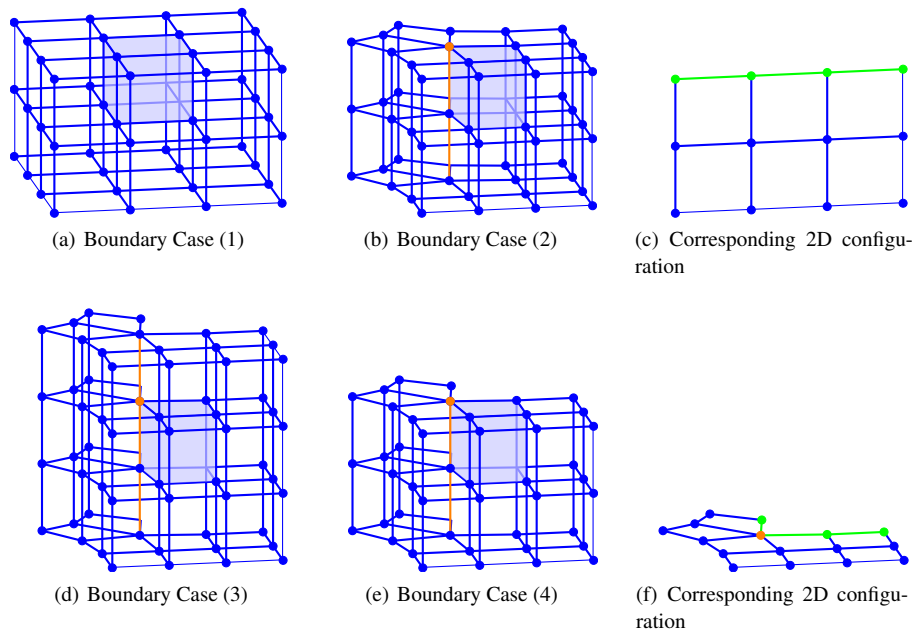 (a) Boundary Case (1)
(b) Boundary Case (2)
(c) Corresponding 2D configu-
ration
(d) Boundary Case (3)
(e) Boundary Case (4)
(f) Corresponding 2D configu-
ration